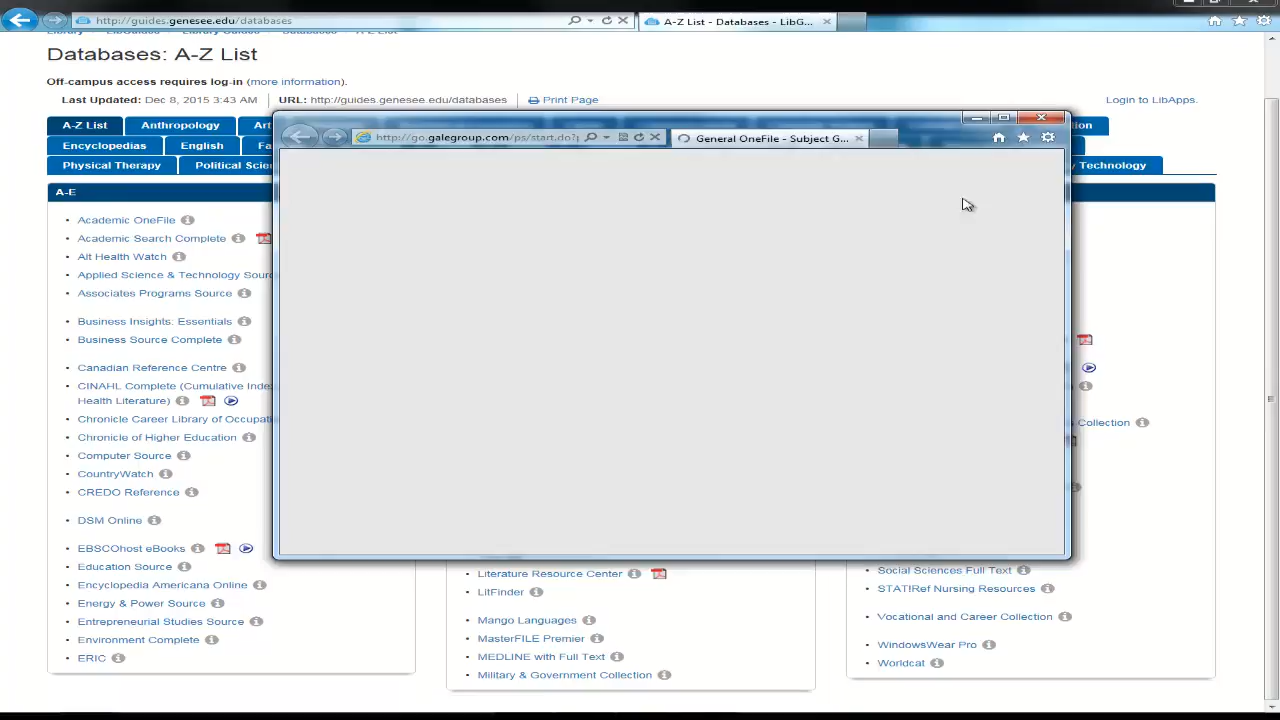 http://guides.genesee.edu/databases
A-Z List - Databases - LibG...
Databases: A-Z List
Off-campus access requires log-in (more information).
Last Updated: Dec 8, 2015 3:43 AM
URL: http://guides.genesee.edu/databases
Print Page
Login to LibApps.
A-Z List
Anthropology
Encyclopedias
English
Physical Therapy
Technology
http://go.galegroup.com/ps/start.do?
General OneFile - Subject G...
A-E
Academic OneFile
Academic Search Complete
Alt Health Watch
Applied Science & Technology
Associates Programs Source
Business Insights: Essentials
Business Source Complete
Canadian Reference Centre
CINAHL Complete (Cumulative
Health Literature)
Chronicle Career Library of
Chronicle of Higher Education
Computer Source
CountryWatch
CREDO Reference
DSM Online
EBSCOhost eBooks
Education Source
Encyclopedia Americana Online
Energy & Power Source
Entrepreneurial Studies Source
Environment Complete
ERIC
Literature Resource Center
LitFinder
Mango Languages
MasterFILE Premier
MEDLINE with Full Text
Military & Government Collection
Collection
Social Sciences Full Text
STAT!Ref Nursing Resources
Vocational and Career Collection
WindowsWear Pro
Worldcat